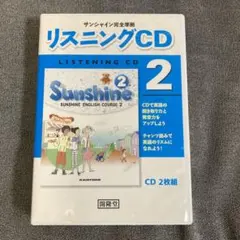 サンシャイン完全準拠
リスニングCD
LISTENING CD
2
2
Sunshine
SUNSHINE ENGLISH COURSE 2
CDで英語の
聞き取り力と
発音力を
アップしよう
チャンツ読みで
英語のリズムに
なれよう!
KAIRYUDO
CD 2枚組
開隆堂